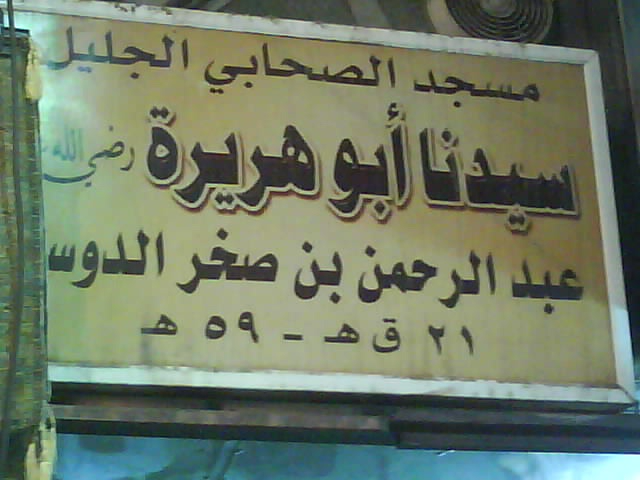 مسجد الصحابي الجليل
سيدنا أبو هريرة رضي الله
عبد الرحمن بن صخر الدوس
٢١ ق هـ - ٥٩ هـ